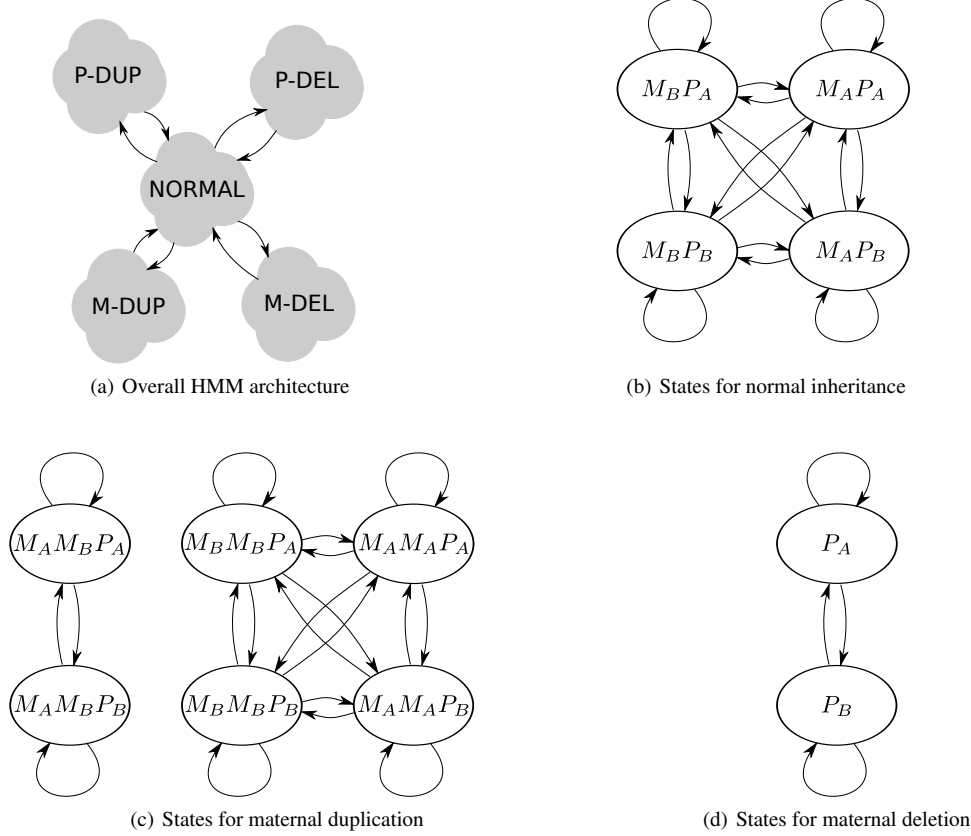 P-DUP
P-DEL
NORMAL
M-DUP
M-DEL
(a) Overall HMM architecture
M_B P_A
M_A P_A
M_B P_B
M_A P_B
(b) States for normal inheritance
M_A M_B P_A
M_B M_B P_A
M_A M_A P_A
M_A M_B P_B
M_B M_B P_B
M_A M_A P_B
(c) States for maternal duplication
P_A
P_B
(d) States for maternal deletion